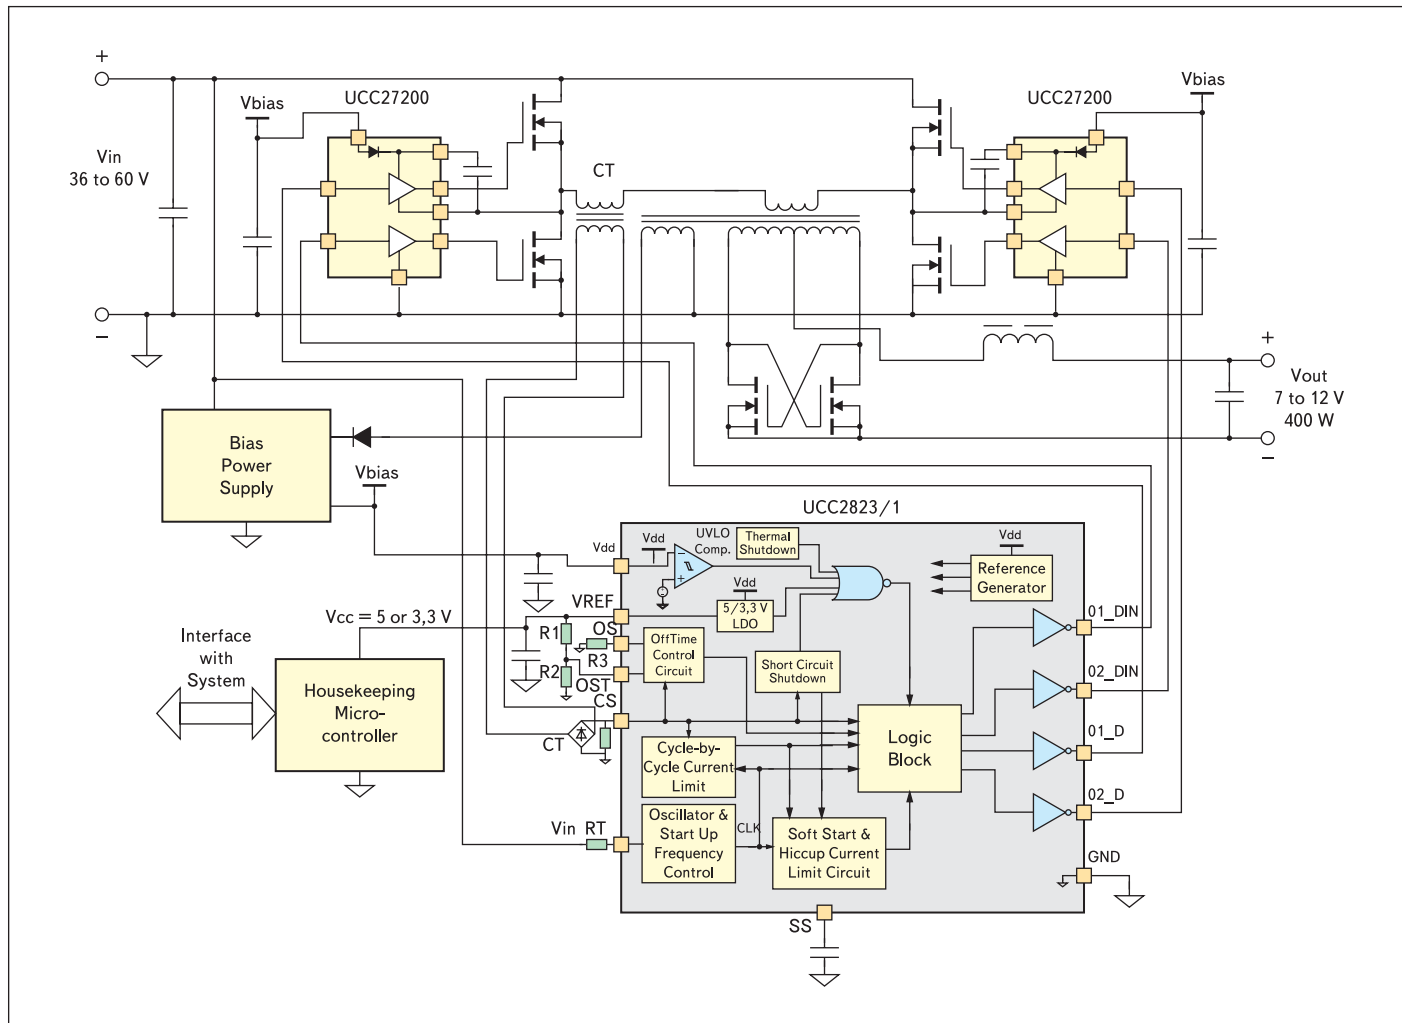 +
UCC27200
Vbias
Vin
36 to 60 V
−
CT
UCC27200
Vbias
+
Vout
7 to 12 V
400 W
−
Bias
Power
Supply
Vbias
UCC2823/1
Vdd
Vdd
UVLO
Comp.
−
+
Thermal
Shutdown
Vdd
Reference
Generator
VREF
Vdd
5/3,3 V
LDO
Vcc = 5 or 3,3 V
R1
OS
R3
R2
OST
OffTime
Control
Circuit
Short Circuit
Shutdown
01_DIN
02_DIN
01_D
02_D
Interface
with
System
Housekeeping
Micro-
controller
CS
CT
Cycle-by-
Cycle Current
Limit
Logic
Block
Vin RT
Oscillator &
Start Up
Frequency
Control
CLK
Soft Start &
Hiccup Current
Limit Circuit
GND
SS